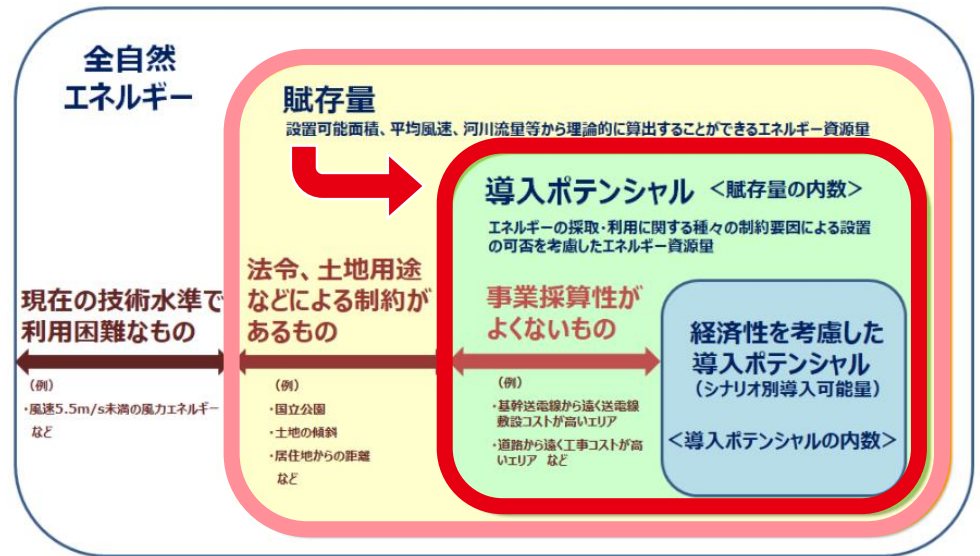 全自然
エネルギー
賦存量
設置可能面積、平均風速、河川流量等から理論的に算出することができるエネルギー資源量
導入ポテンシャル <賦存量の内数>
エネルギーの採取・利用に関する種々の制約要因による設置
の可否を考慮したエネルギー資源量
現在の技術水準で
利用困難なもの
(例)
・風速5.5m/s未満の風力エネルギー
など
法令、土地用途
などによる制約が
あるもの
(例)
・国立公園
・土地の傾斜
・居住地からの距離
など
事業採算性が
よくないもの
(例)
・基幹送電線から遠く送電線
敷設コストが高いエリア
・道路から遠く工事コストが高
いエリア など
経済性を考慮した
導入ポテンシャル
(シナリオ別導入可能量)
<導入ポテンシャルの内数>